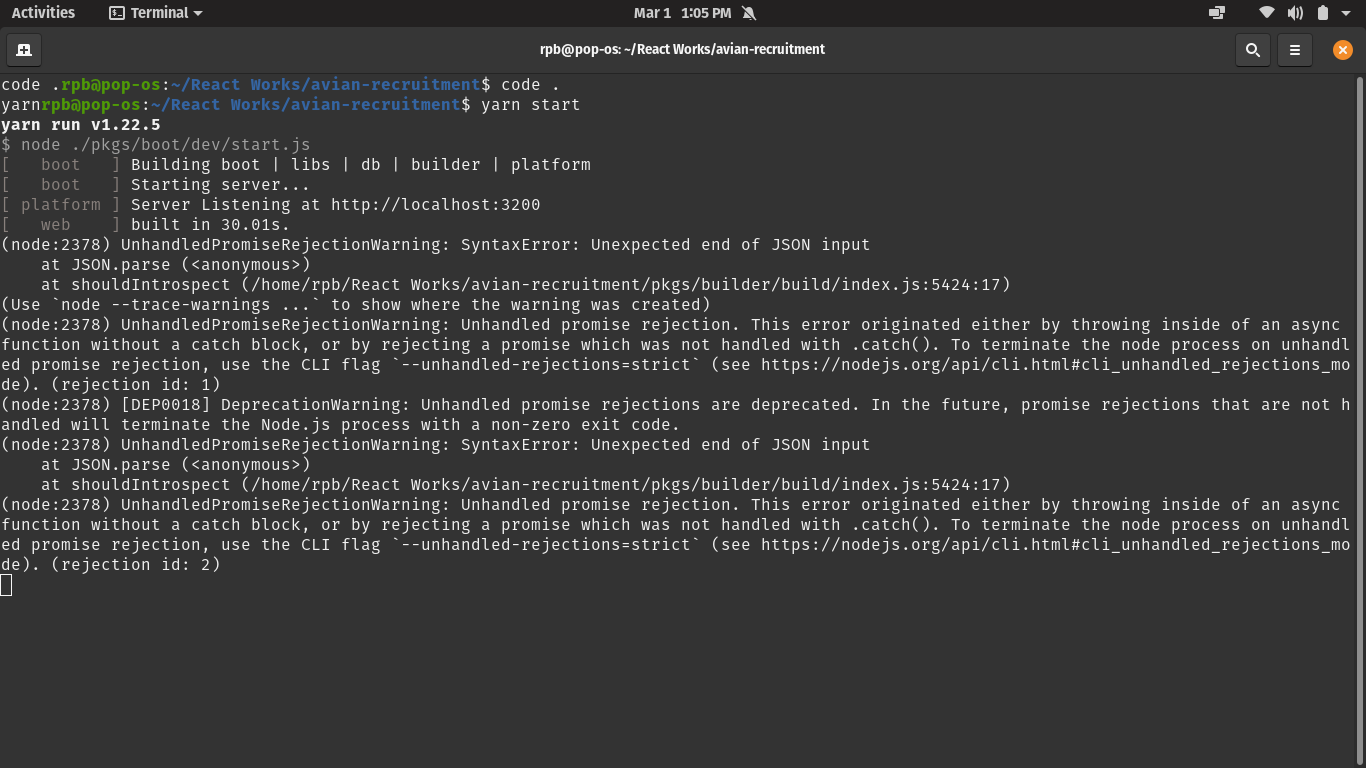 Activities Terminal Mar 1 1:05 PM
rpb@pop-os: ~/React Works/avian-recruitment
code .rpb@pop-os:~/React Works/avian-recruitment$ code .
yarnrpb@pop-os:~/React Works/avian-recruitment$ yarn start
yarn run v1.22.5
$ node ./pkgs/boot/dev/start.js
[   boot   ] Building boot | libs | db | builder | platform
[   boot   ] Starting server...
[ platform ] Server Listening at http://localhost:3200
[   web    ] built in 30.01s.
(node:2378) UnhandledPromiseRejectionWarning: SyntaxError: Unexpected end of JSON input
    at JSON.parse (<anonymous>)
    at shouldIntrospect (/home/rpb/React Works/avian-recruitment/pkgs/builder/build/index.js:5424:17)
(Use `node --trace-warnings ...` to show where the warning was created)
(node:2378) UnhandledPromiseRejectionWarning: Unhandled promise rejection. This error originated either by throwing inside of an async
function without a catch block, or by rejecting a promise which was not handled with .catch(). To terminate the node process on unhandl
ed promise rejection, use the CLI flag `--unhandled-rejections=strict` (see https://nodejs.org/api/cli.html#cli_unhandled_rejections_mo
de). (rejection id: 1)
(node:2378) [DEP0018] DeprecationWarning: Unhandled promise rejections are deprecated. In the future, promise rejections that are not h
andled will terminate the Node.js process with a non-zero exit code.
(node:2378) UnhandledPromiseRejectionWarning: SyntaxError: Unexpected end of JSON input
    at JSON.parse (<anonymous>)
    at shouldIntrospect (/home/rpb/React Works/avian-recruitment/pkgs/builder/build/index.js:5424:17)
(node:2378) UnhandledPromiseRejectionWarning: Unhandled promise rejection. This error originated either by throwing inside of an async
function without a catch block, or by rejecting a promise which was not handled with .catch(). To terminate the node process on unhandl
ed promise rejection, use the CLI flag `--unhandled-rejections=strict` (see https://nodejs.org/api/cli.html#cli_unhandled_rejections_mo
de). (rejection id: 2)